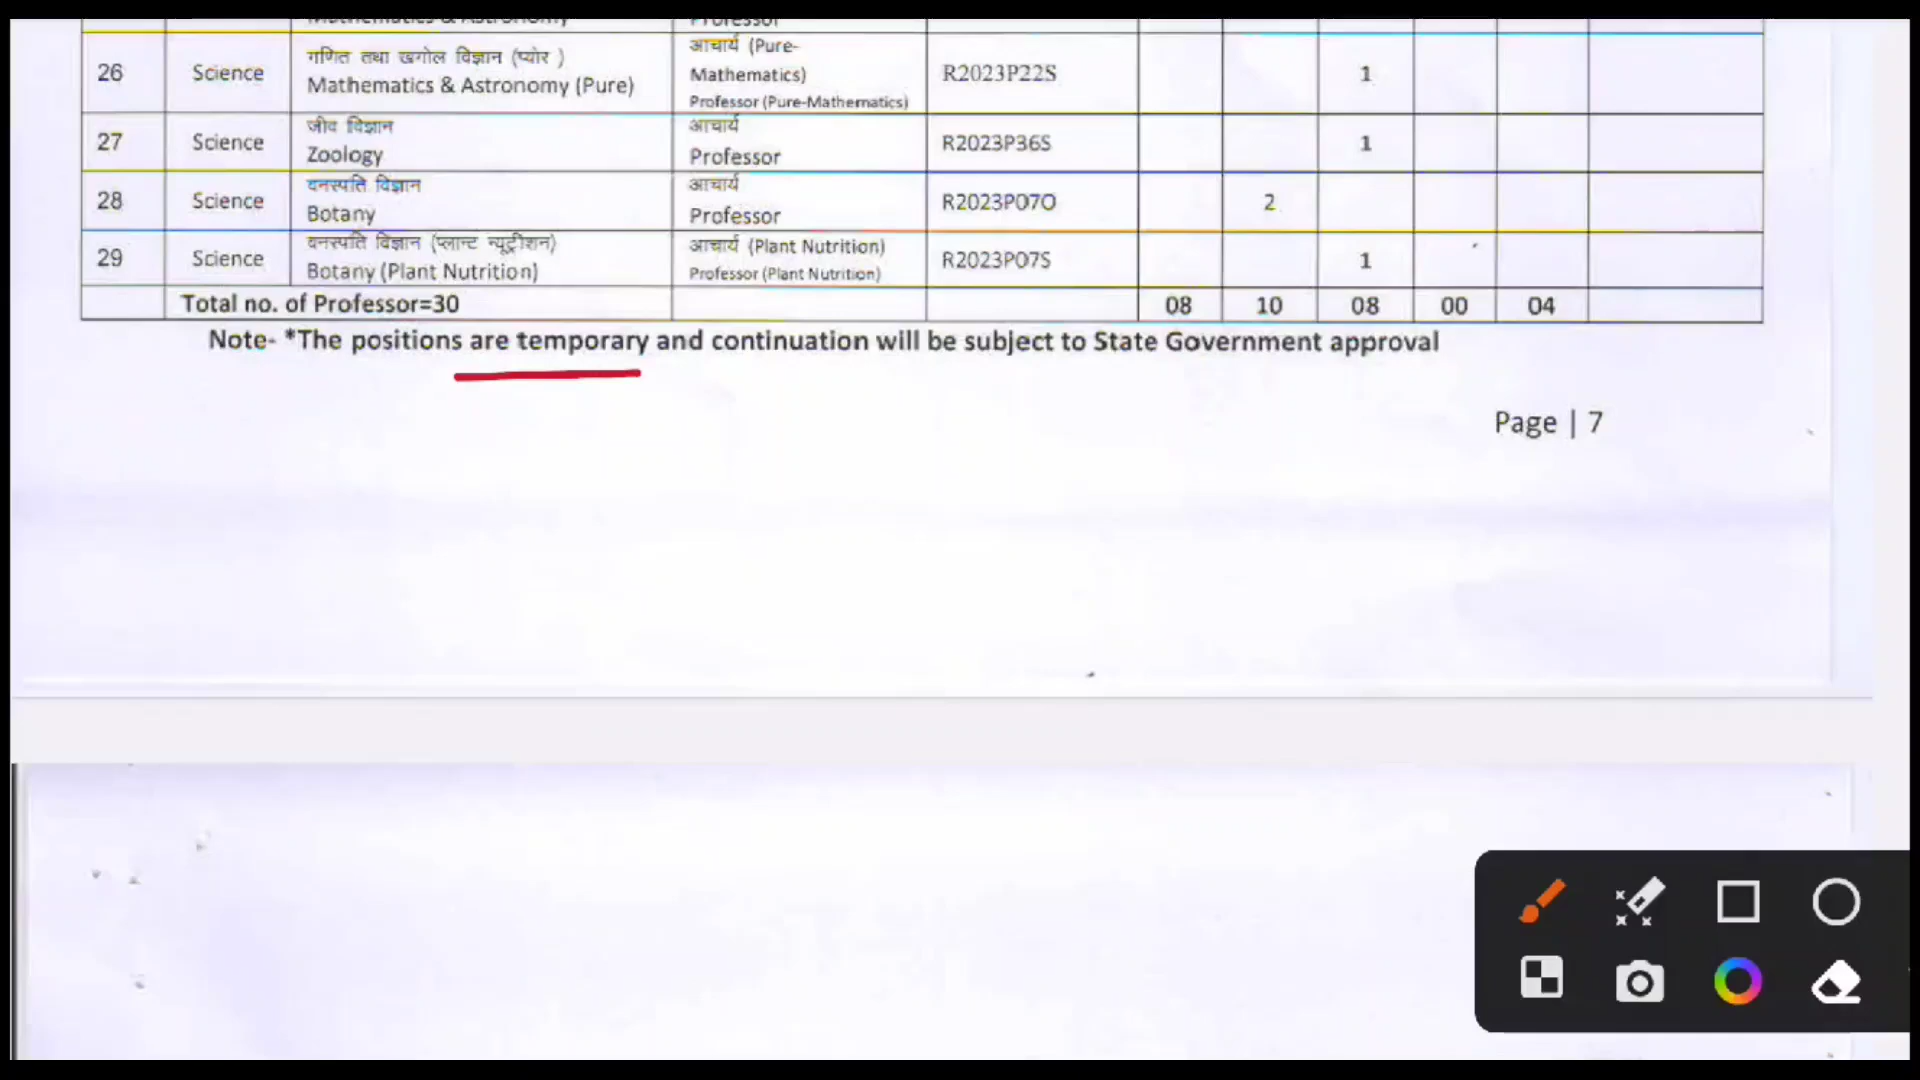 Mathematics & Astronomy Professor
26 Science गणित तथा खगोल विज्ञान (प्योर ) आचार्य (Pure- R2023P22S 1
Mathematics & Astronomy (Pure) Mathematics)
Professor (Pure-Mathematics)
27 Science जीव विज्ञान आचार्य R2023P36S 1
Zoology Professor
28 Science वनस्पति विज्ञान आचार्य R2023P07O 2
Botany Professor
29 Science वनस्पति विज्ञान (प्लान्ट न्यूट्रीशन) आचार्य (Plant Nutrition) R2023P07S 1
Botany (Plant Nutrition) Professor (Plant Nutrition)
Total no. of Professor=30 08 10 08 00 04
Note- *The positions are temporary and continuation will be subject to State Government approval
Page | 7